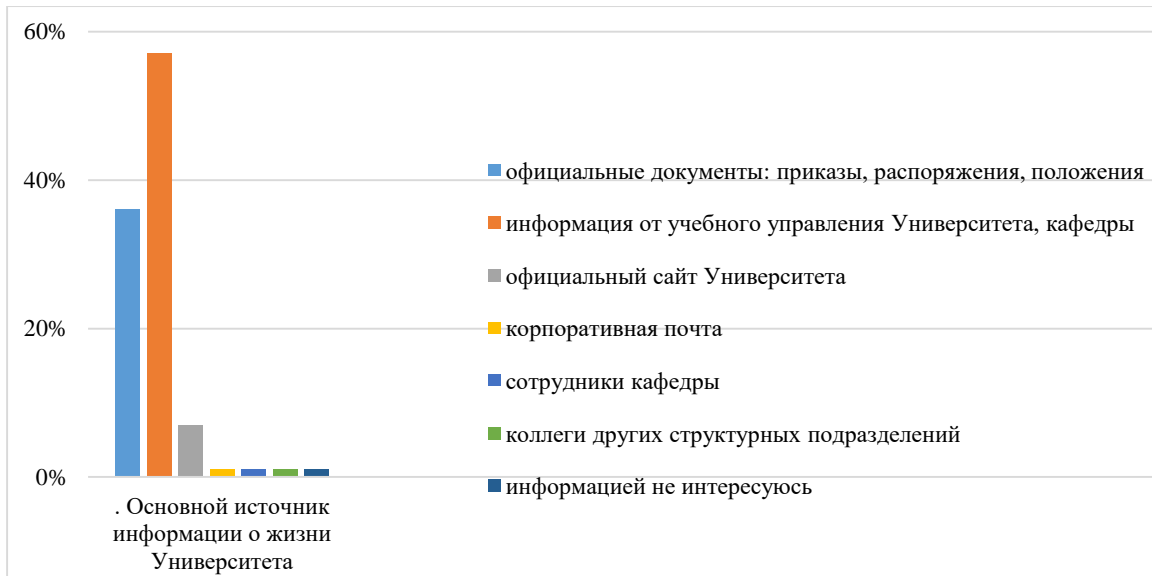 60%
40%
20%
0%
. Основной источник
информации о жизни
Университета
официальные документы: приказы, распоряжения, положения
информация от учебного управления Университета, кафедры
официальный сайт Университета
корпоративная почта
сотрудники кафедры
коллеги других структурных подразделений
информацией не интересуюсь